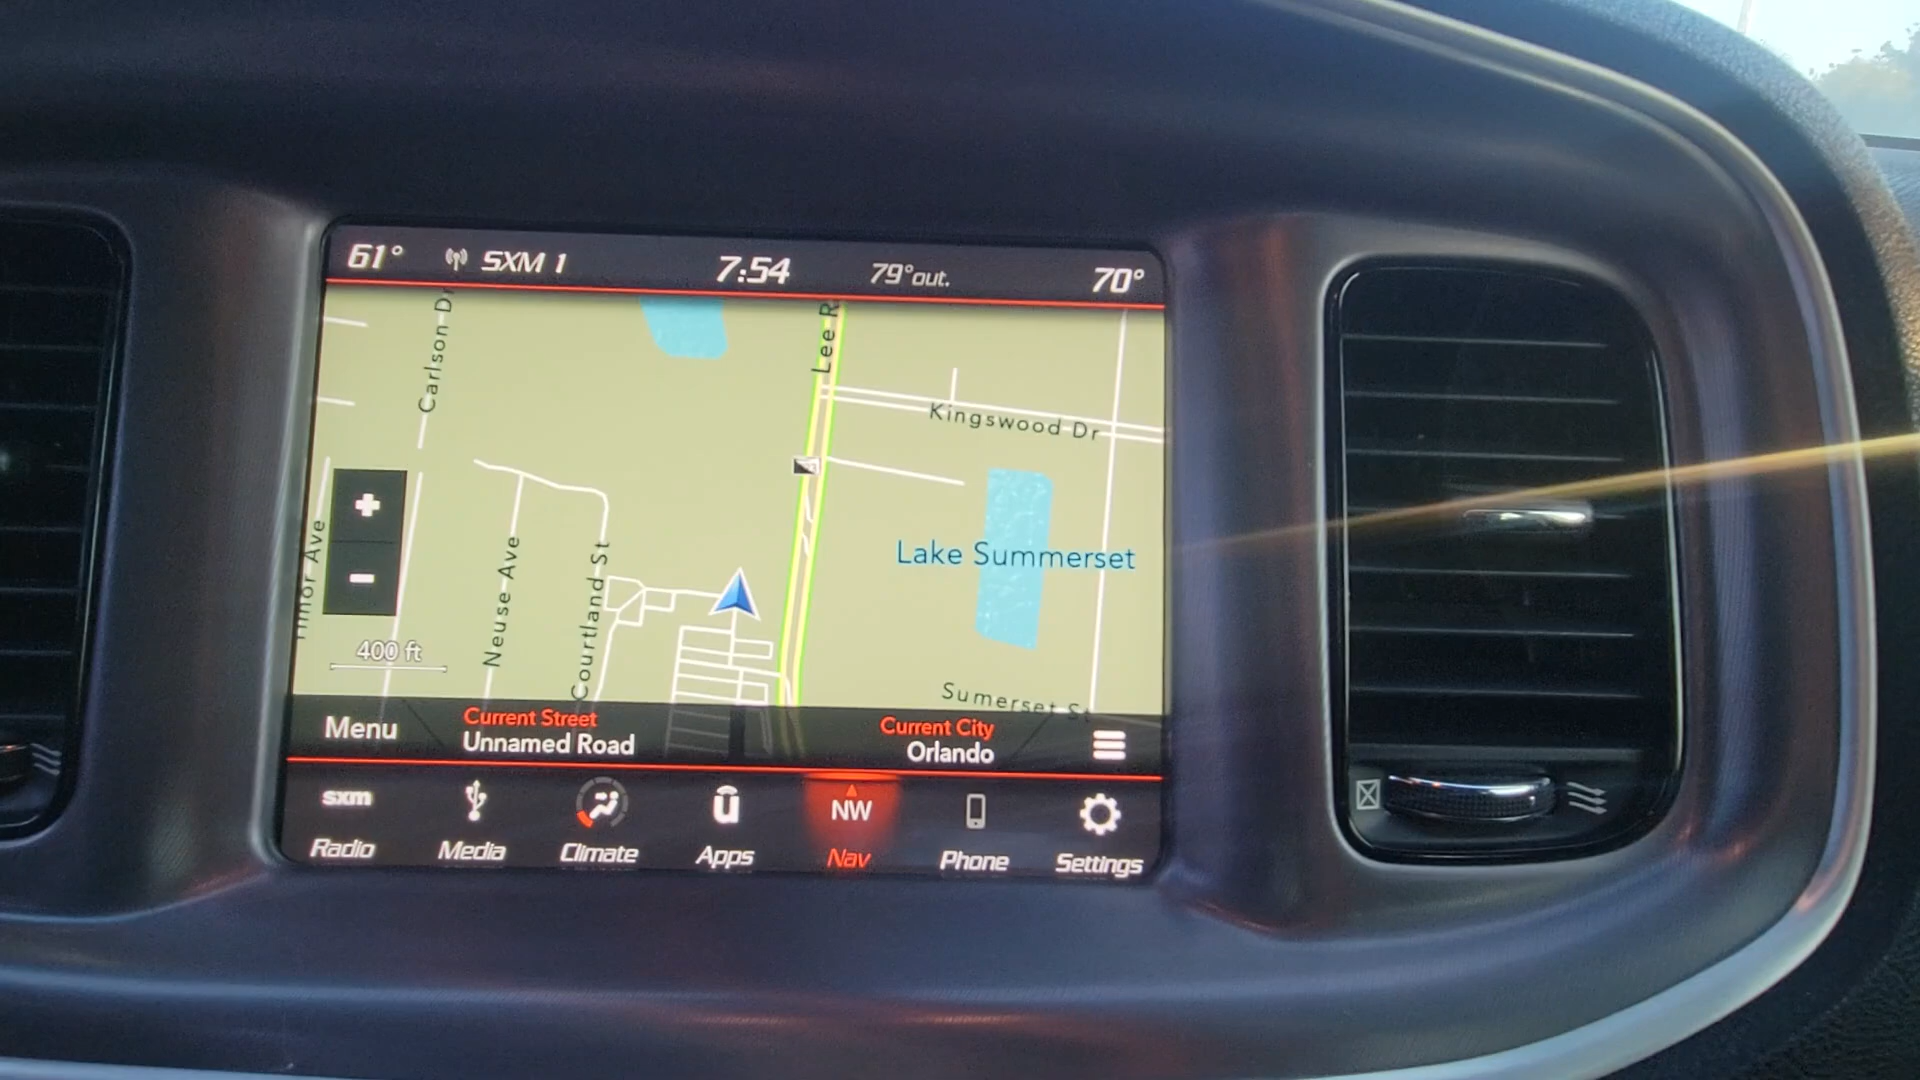 61° SXM 1 7:54 79°out. 70°
Carlson Dr
Lee R
Kingswood Dr
Lake Summerset
Ave
Neuse Ave
Courtland St
400 ft
Sumerset St
Menu
Current Street
Unnamed Road
Current City
Orlando
sxm
NW
Radio Media Climate Apps Nav Phone Settings